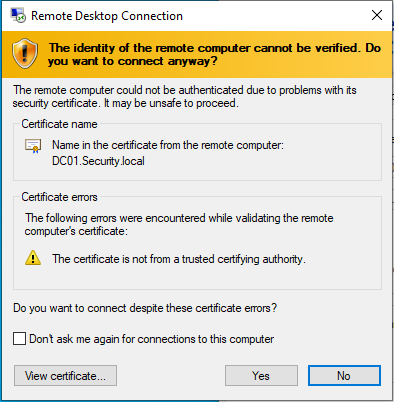 Remote Desktop Connection
The identity of the remote computer cannot be verified. Do
you want to connect anyway?
The remote computer could not be authenticated due to problems with its
security certificate. It may be unsafe to proceed.
Certificate name
Name in the certificate from the remote computer:
DC01.Security.local
Certificate errors
The following errors were encountered while validating the remote
computer's certificate:
The certificate is not from a trusted certifying authority.
Do you want to connect despite these certificate errors?
Don't ask me again for connections to this computer
View certificate...
Yes
No